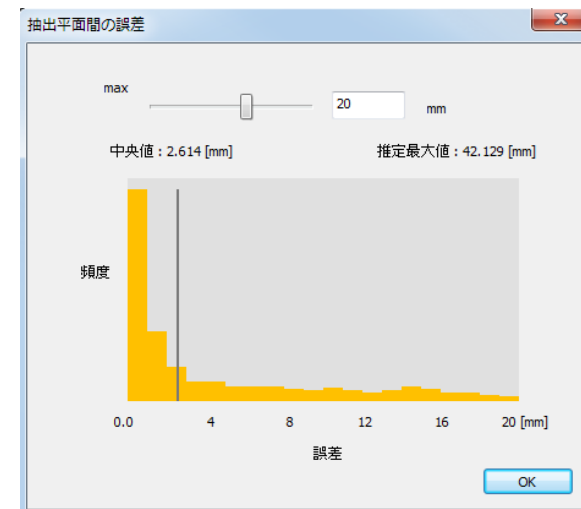 抽出平面間の誤差
max
20 mm
中央値 : 2.614 [mm] 推定最大値 : 42.129 [mm]
頻度
0.0 4 8 12 16 20 [mm]
誤差
OK